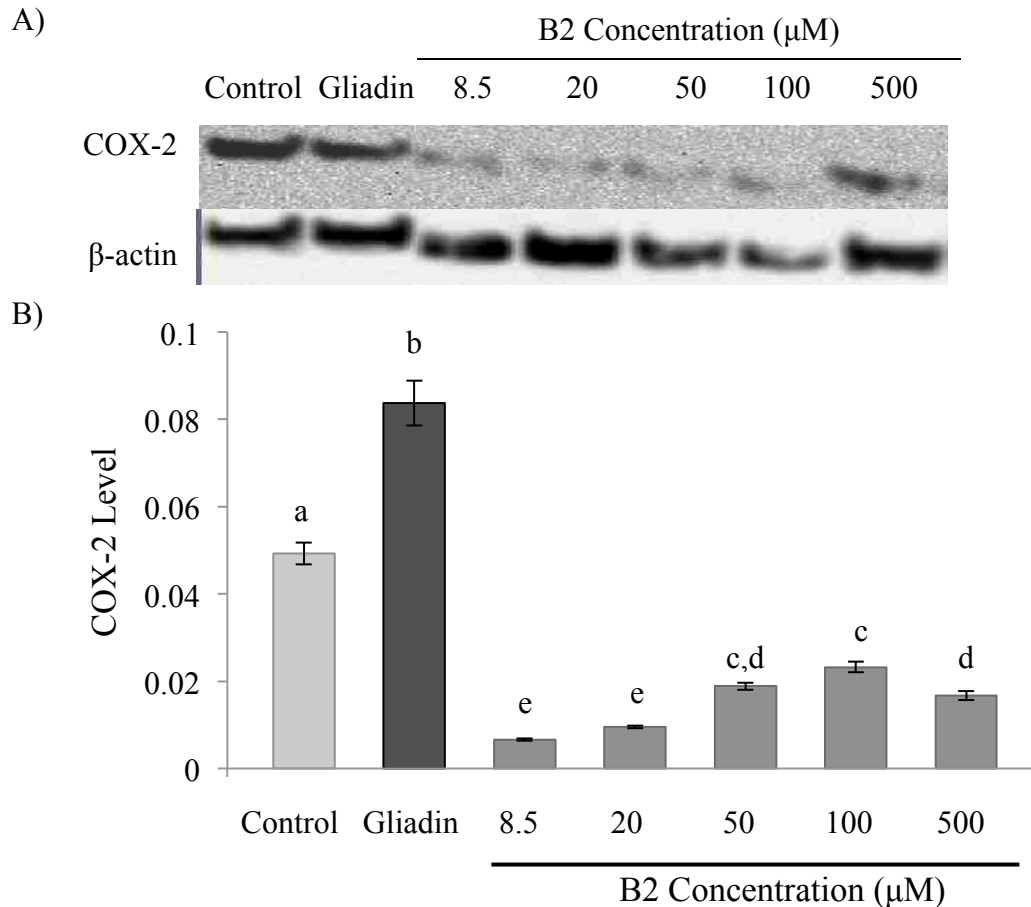 A)
B2 Concentration (μM)
Control Gliadin 8.5 20 50 100 500
COX-2
β-actin
B)
0.1
0.08
0.06
0.04
0.02
0
COX-2 Level
a
b
e
e
c,d
c
d
Control Gliadin 8.5 20 50 100 500
B2 Concentration (μM)